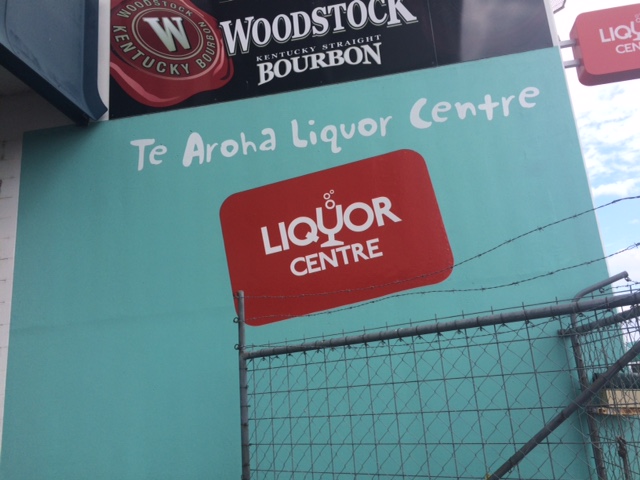 WOODSTOCK
W
KENTUCKY BOURBON
WOODSTOCK
KENTUCKY STRAIGHT
BOURBON
Te Aroha Liquor Centre
LIQUOR
CENTRE
LIQ
CEN